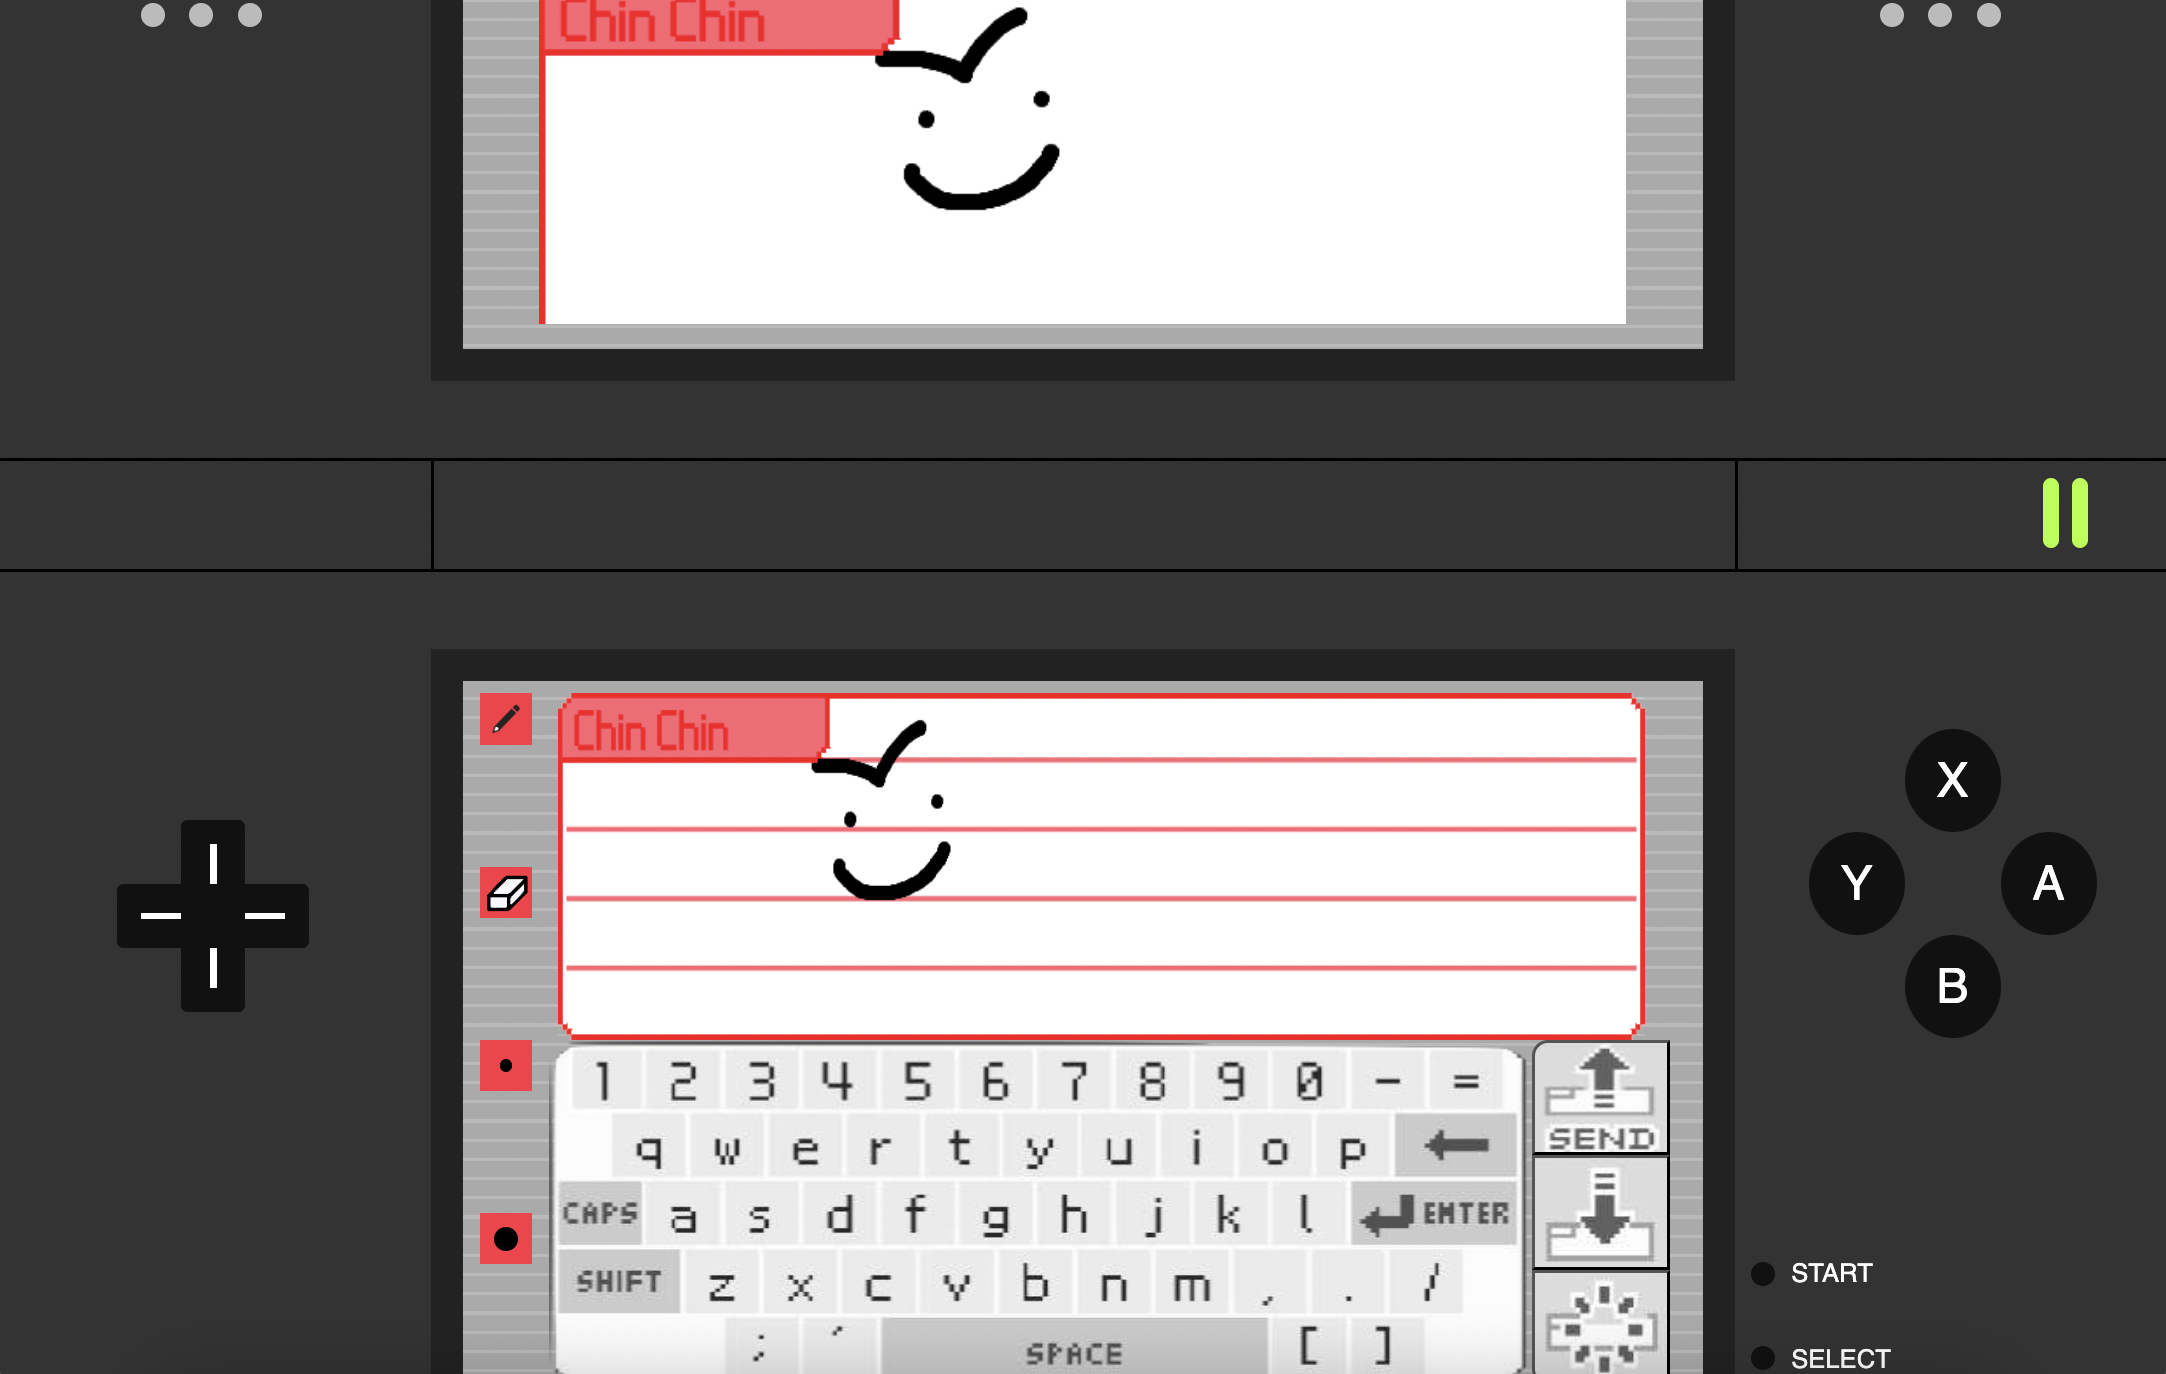 Chin Chin
Chin Chin
1 2 3 4 5 6 7 8 9 0 - =
q w e r t y u i o p
CAPS a s d f g h j k l ENTER
SHIFT z x c v b n m , . /
; ´ SPACE [ ]
SEND
X
Y A
B
START
SELECT